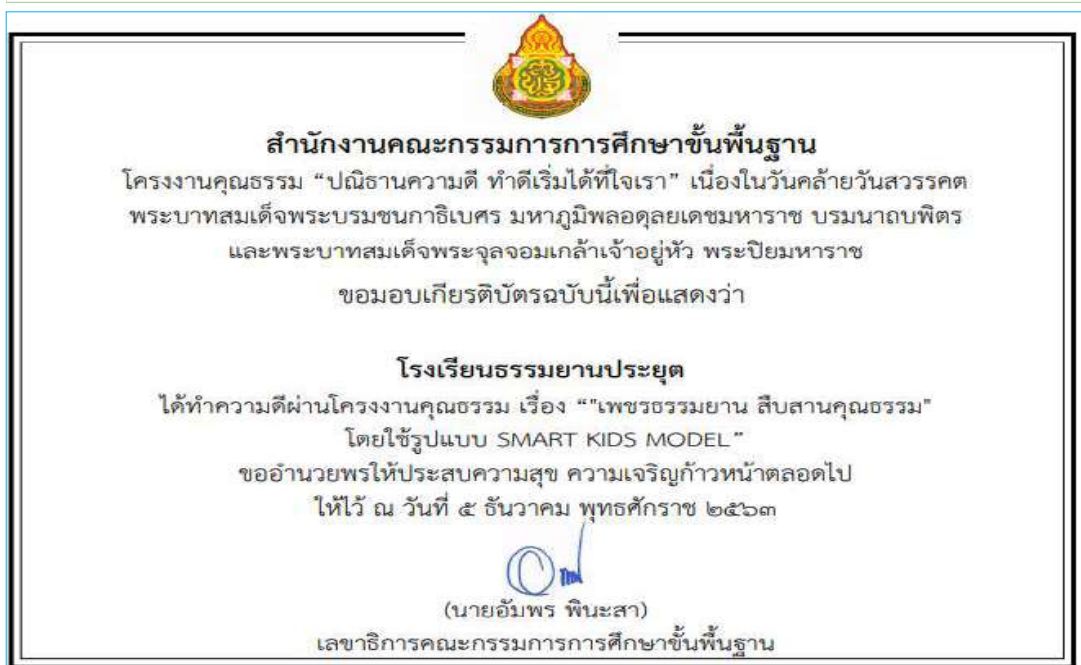 สำนักงานคณะกรรมการการศึกษาขั้นพื้นฐาน
โครงงานคุณธรรม “ปณิธานความดี ทำดีเริ่มได้ที่ใจเรา” เนื่องในวันคล้ายวันสวรรคต
พระบาทสมเด็จพระบรมชนกาธิเบศร มหาภูมิพลอดุลยเดชมหาราช บรมนาถบพิตร
และพระบาทสมเด็จพระจุลจอมเกล้าเจ้าอยู่หัว พระปิยมหาราช
ขอมอบเกียรติบัตรฉบับนี้เพื่อแสดงว่า
โรงเรียนธรรมยานประยุต
ได้ทำความดีผ่านโครงงานคุณธรรม เรื่อง “"เพชรธรรมยาน สืบสานคุณธรรม"
โดยใช้รูปแบบ SMART KIDS MODEL”
ขออำนวยพรให้ประสบความสุข ความเจริญก้าวหน้าตลอดไป
ให้ไว้ ณ วันที่ ๕ ธันวาคม พุทธศักราช ๒๕๖๓
(นายอัมพร พินะสา)
เลขาธิการคณะกรรมการการศึกษาขั้นพื้นฐาน